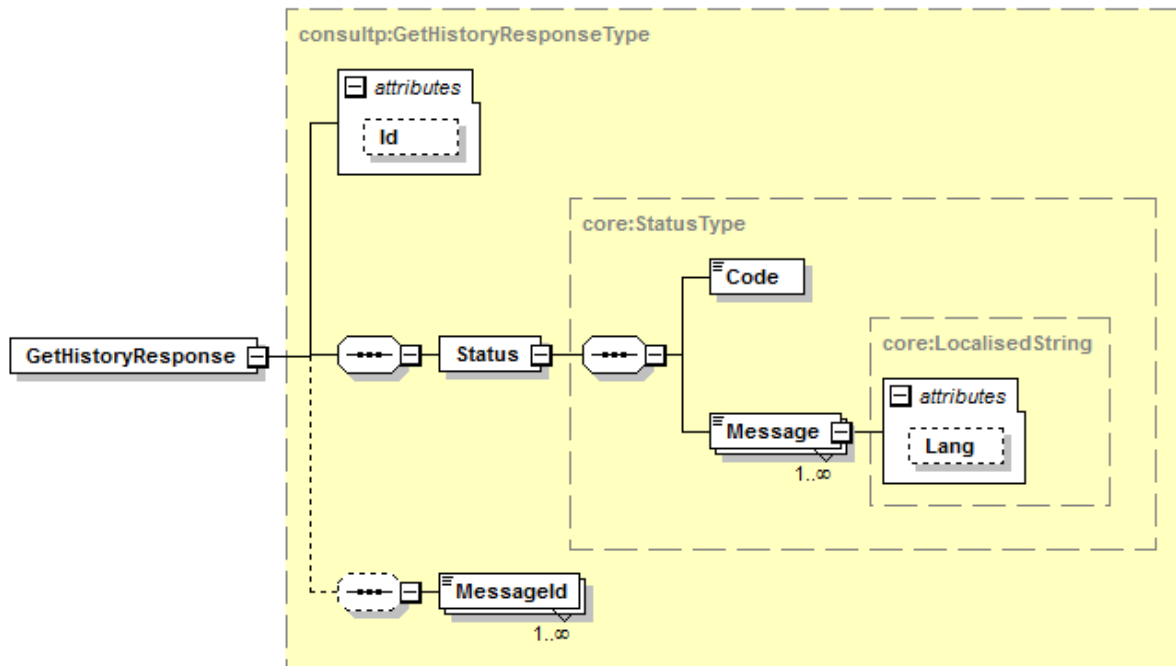 consultp:GetHistoryResponseType
attributes
Id
core:StatusType
Code
core:LocalisedString
GetHistoryResponse
Status
attributes
Message
Lang
1..∞
MessageId
1..∞